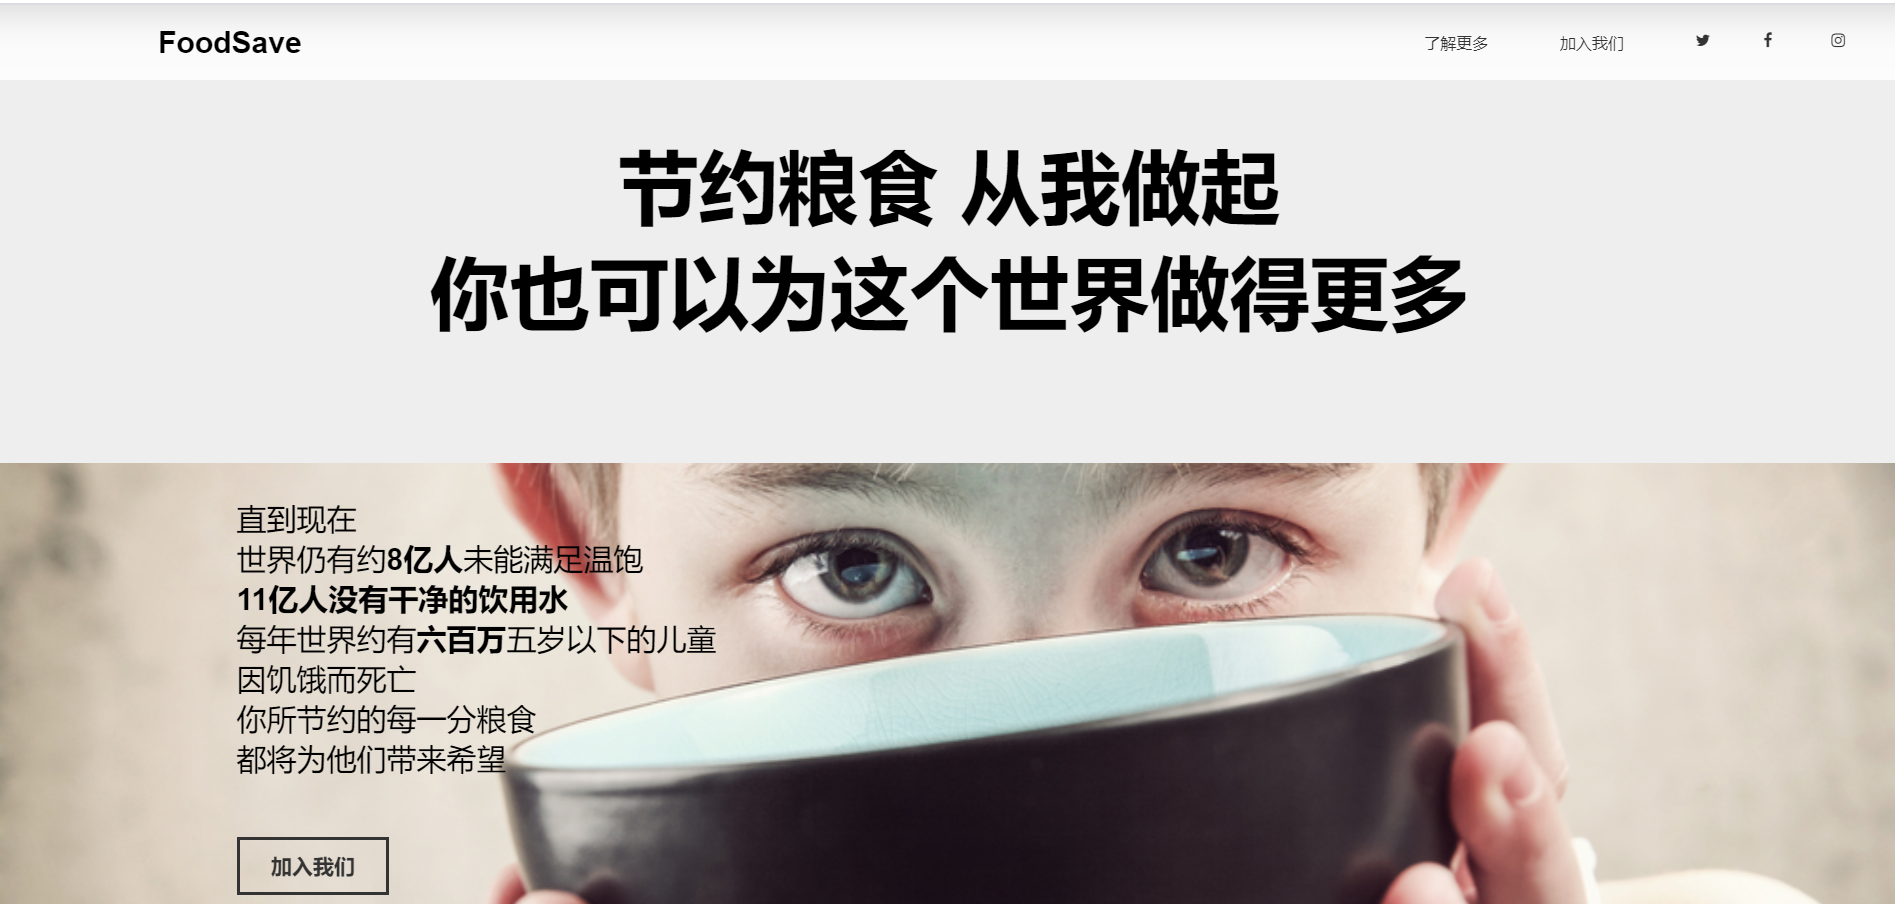 FoodSave
了解更多
加入我们
节约粮食 从我做起
你也可以为这个世界做得更多
直到现在
世界仍有约8亿人未能满足温饱
11亿人没有干净的饮用水
每年世界约有六百万五岁以下的儿童
因饥饿而死亡
你所节约的每一分粮食
都将为他们带来希望
加入我们